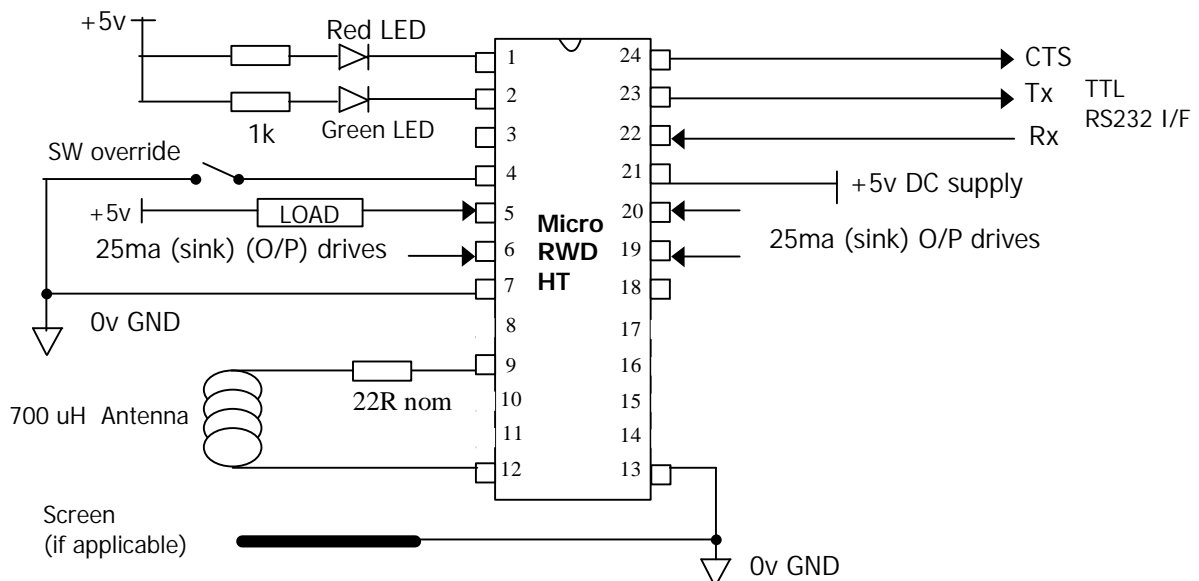 +5v
Red LED
Green LED
1k
SW override
+5v
LOAD
25ma (sink) (O/P) drives
0v GND
22R nom
700 uH Antenna
Screen
(if applicable)
1
2
3
4
5
6
7
8
9
10
11
12
Micro
RWD
HT
24
23
22
21
20
19
18
17
16
15
14
13
CTS
Tx
TTL
RS232 I/F
Rx
+5v DC supply
25ma (sink) O/P drives
0v GND